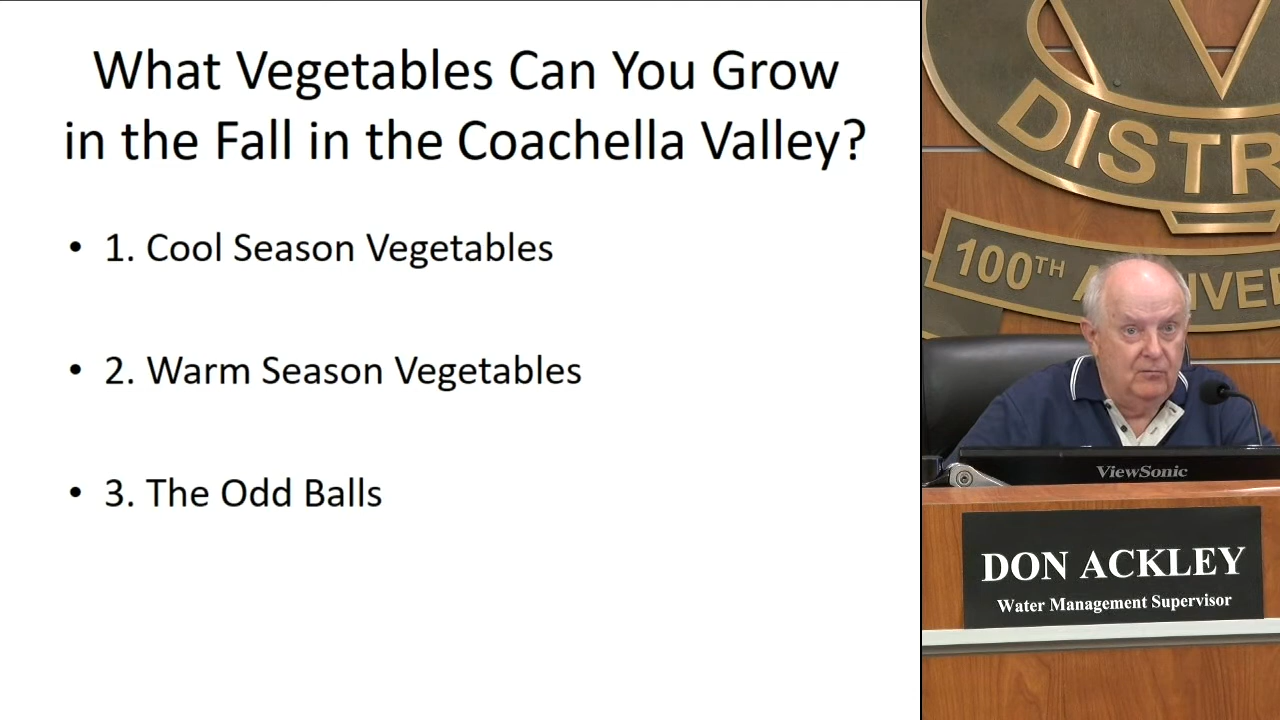 What Vegetables Can You Grow
in the Fall in the Coachella Valley?
• 1. Cool Season Vegetables
• 2. Warm Season Vegetables
• 3. The Odd Balls
DISTR
100TH
ViewSonic
DON ACKLEY
Water Management Supervisor